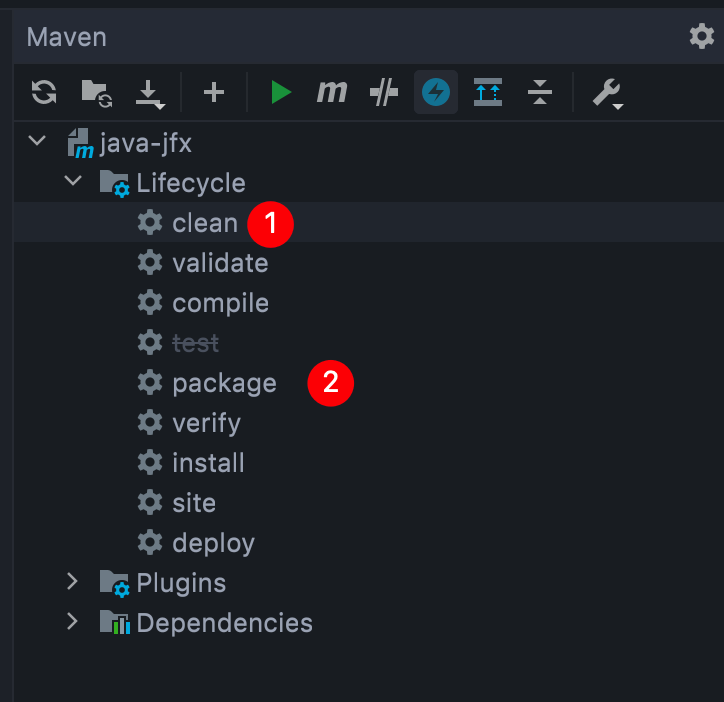 Maven
m
java-jfx
Lifecycle
clean 1
validate
compile
test
package 2
verify
install
site
deploy
Plugins
Dependencies